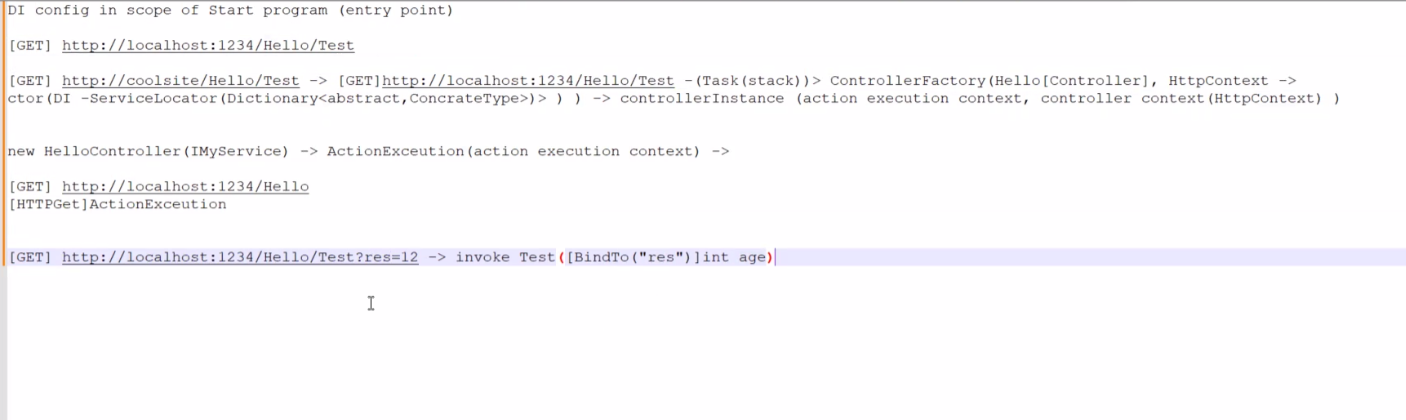 DI config in scope of Start program (entry point)
[GET] http://localhost:1234/Hello/Test
[GET] http://coolsite/Hello/Test -> [GET]http://localhost:1234/Hello/Test -(Task(stack))> ControllerFactory(Hello[Controller], HttpContext ->
ctor(DI -ServiceLocator(Dictionary<abstract,ConcrateType>)> ) ) -> controllerInstance (action execution context, controller context(HttpContext) )
new HelloController(IMyService) -> ActionExceution(action execution context) ->
[GET] http://localhost:1234/Hello
[HTTPGet]ActionExceution
[GET] http://localhost:1234/Hello/Test?res=12 -> invoke Test([BindTo("res")]int age)